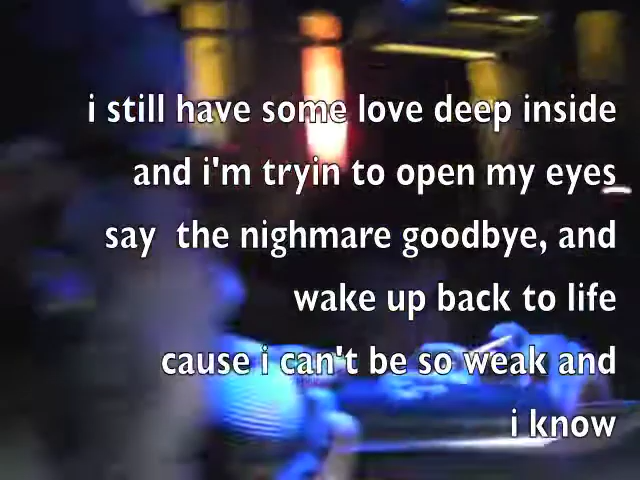 i still have some love deep inside
and i'm tryin to open my eyes
say  the nighmare goodbye, and
wake up back to life
cause i can't be so weak and
i know